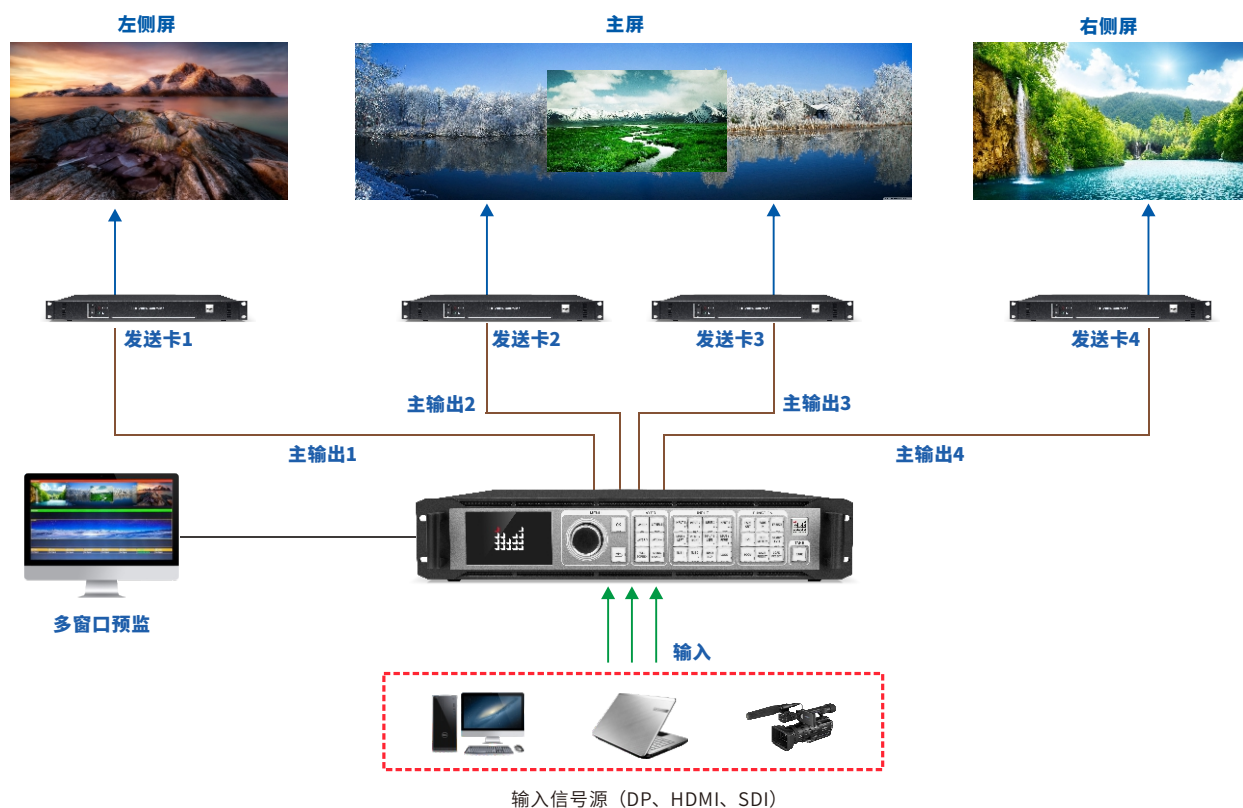 左侧屏
主屏
右侧屏
发送卡1
发送卡2
发送卡3
发送卡4
主输出2
主输出3
主输出1
主输出4
多窗口预监
输入
输入信号源（DP、HDMI、SDI）